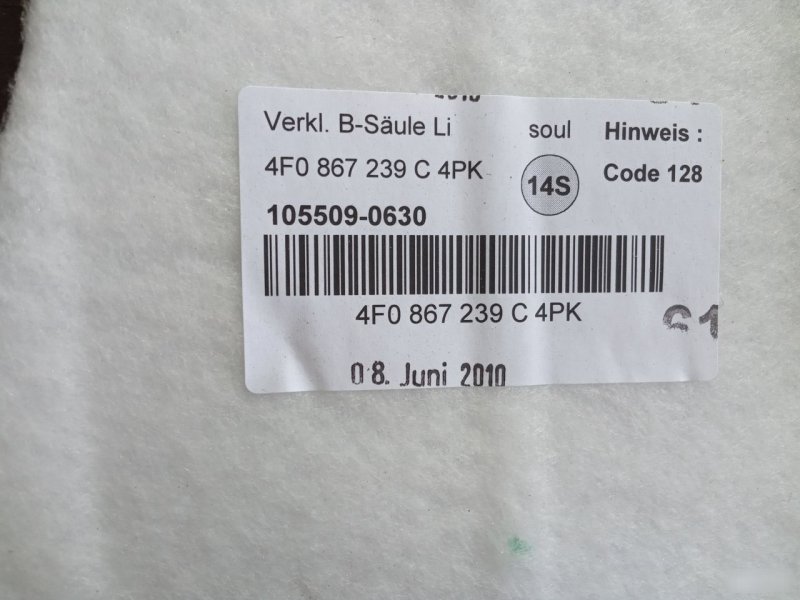 Verkl. B-Säule Li soul Hinweis :
4F0 867 239 C 4PK 14S Code 128
105509-0630
4F0 867 239 C 4PK
08. Juni 2010